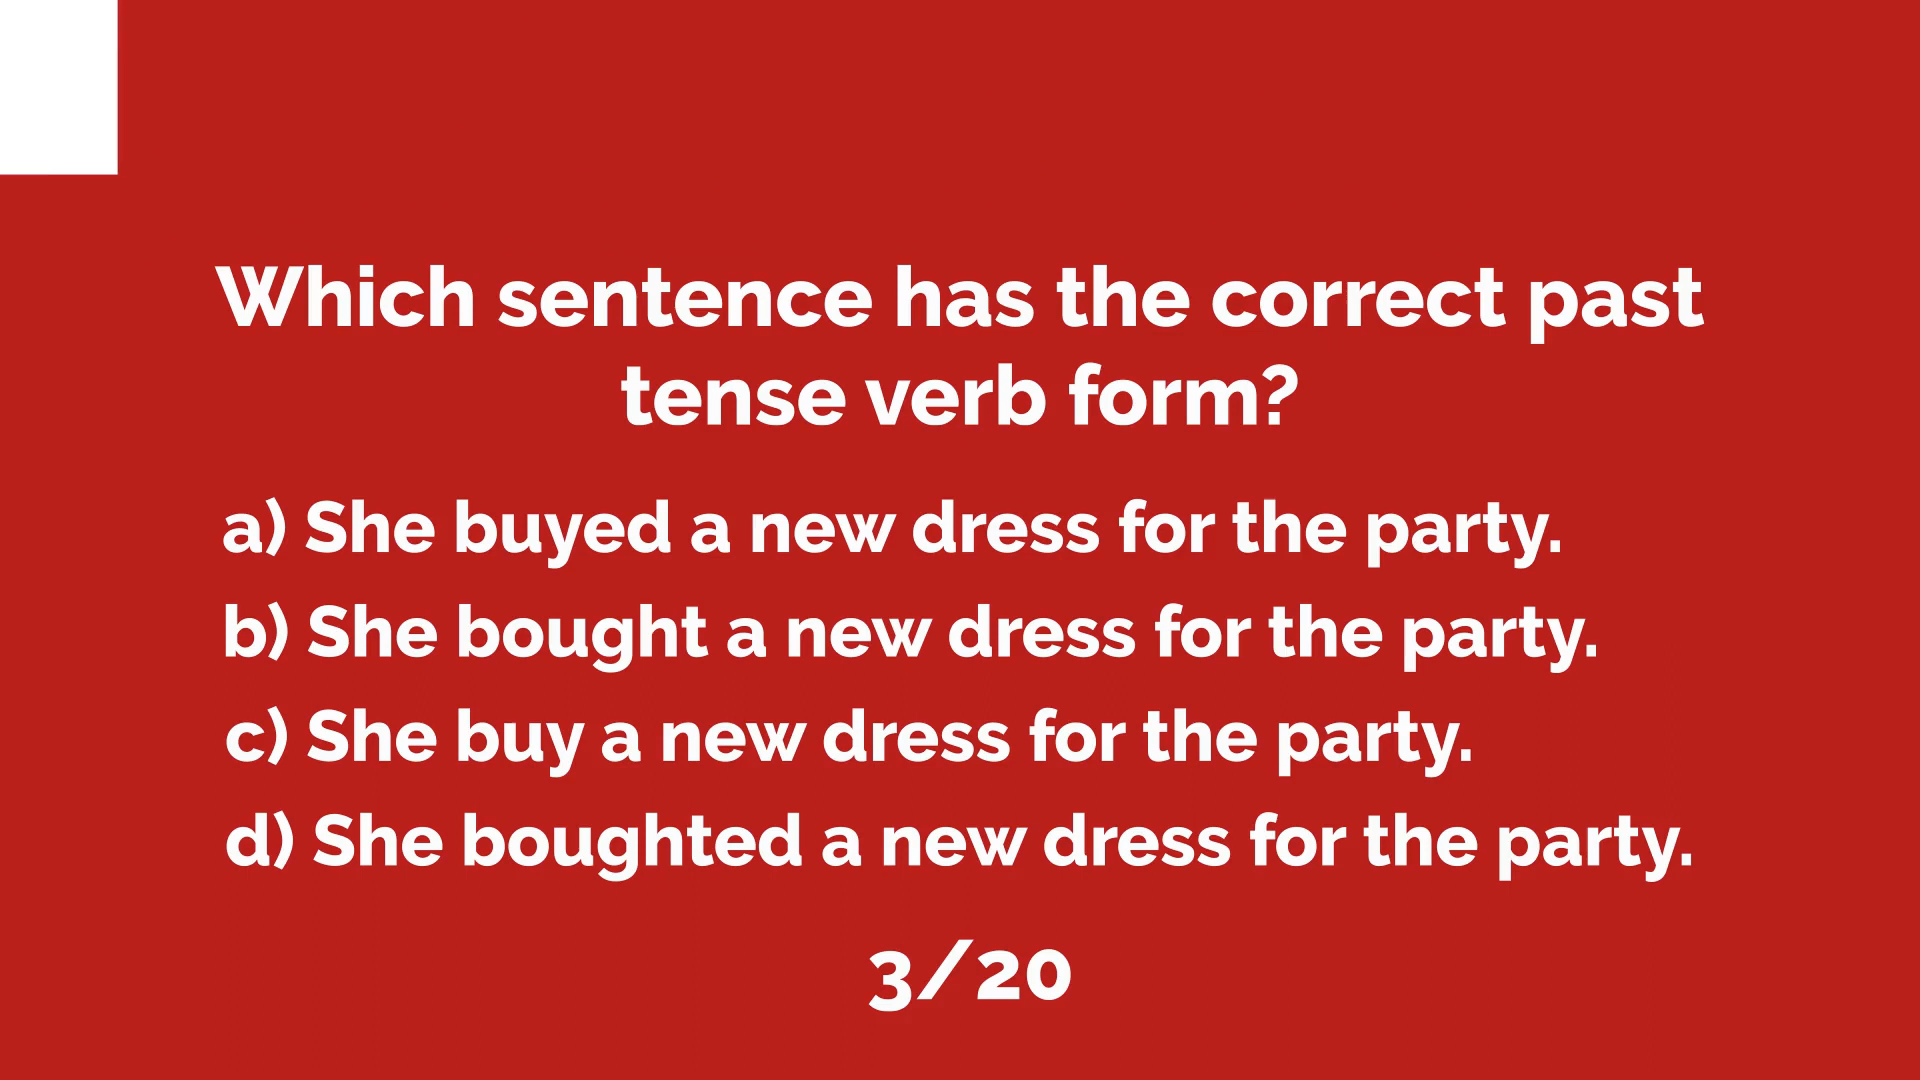 Which sentence has the correct past
tense verb form?
a) She buyed a new dress for the party.
b) She bought a new dress for the party.
c) She buy a new dress for the party.
d) She boughted a new dress for the party.
3/20